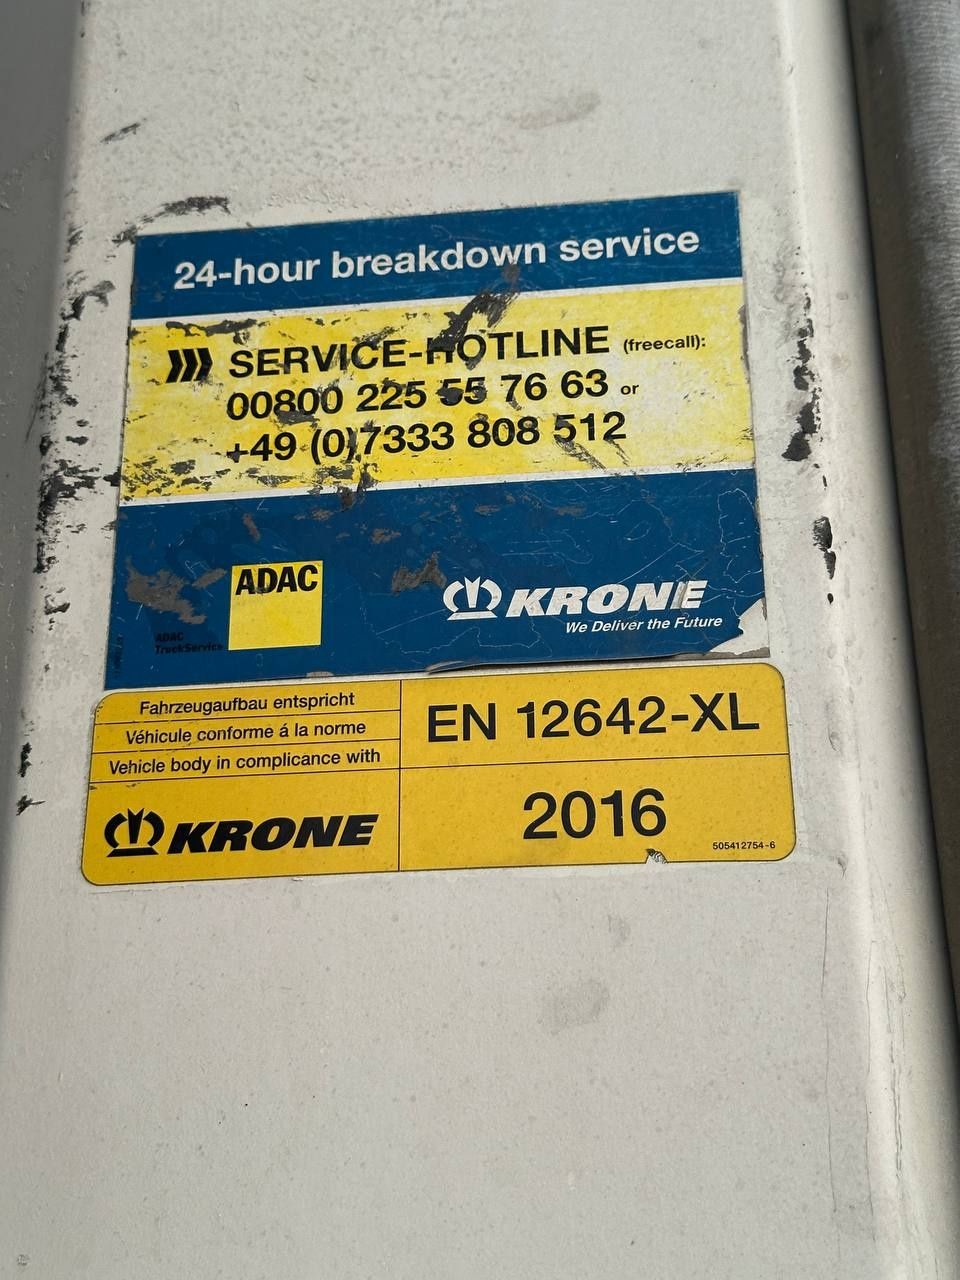 24-hour breakdown service
SERVICE-HOTLINE (freecall):
00800 225 55 76 63 or
+49 (0)7333 808 512
ADAC
ADAC
TruckService
KRONE
We Deliver the Future
Fahrzeugaufbau entspricht
Véhicule conforme á la norme
Vehicle body in complicance with
KRONE
EN 12642-XL
2016
505412754-6